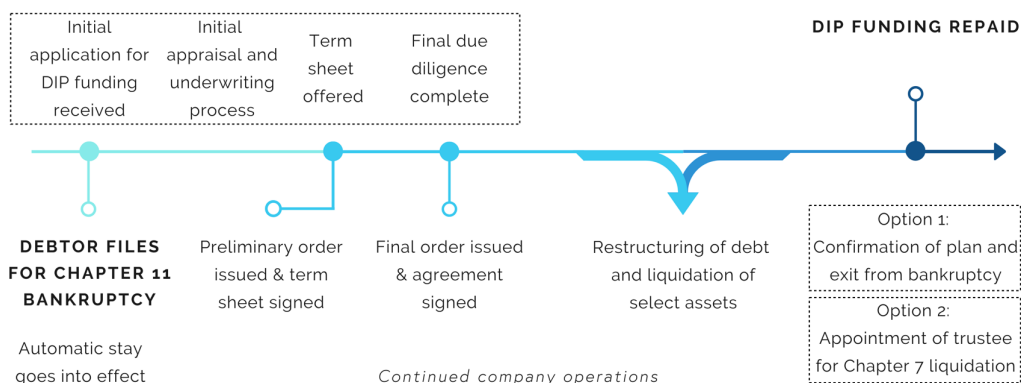 Initial
application for
DIP funding
received
Initial
appraisal and
underwriting
process
Term
sheet
offered
Final due
diligence
complete
DIP FUNDING REPAID
DEBTOR FILES
FOR CHAPTER 11
BANKRUPTCY
Automatic stay
goes into effect
Preliminary order
issued & term
sheet signed
Final order issued
& agreement
signed
Restructuring of debt
and liquidation of
select assets
Option 1:
Confirmation of plan and
exit from bankruptcy
Option 2:
Appointment of trustee
for Chapter 7 liquidation
Continued company operations